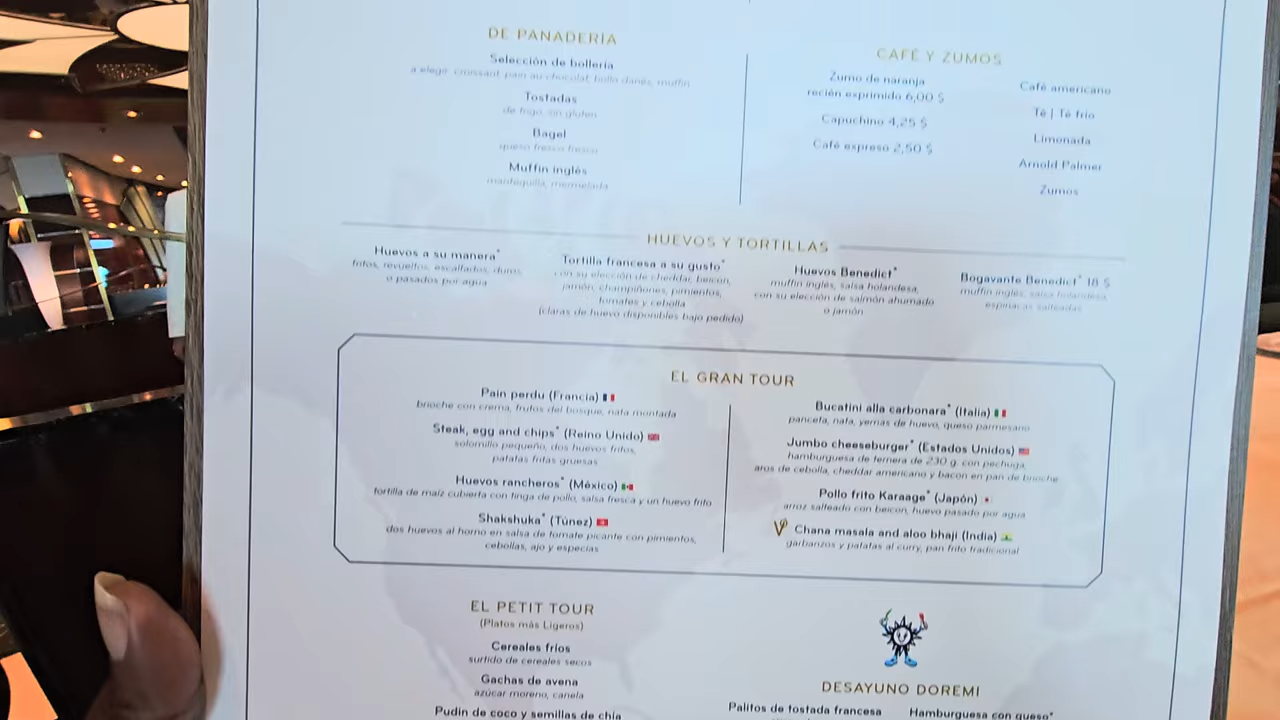 DE PANADERÍA
Selección de bollería
a elegir: croissant, pain au chocolat, bollo danés, muffin
Tostadas
de trigo, sin gluten
Bagel
queso fresco fresco
Muffin inglés
mantequilla, mermelada
CAFÉ Y ZUMOS
Zumo de naranja
recién exprimido 6,00 $
Capuchino 4,25 $
Café expreso 2,50 $
Café americano
Té | Té frío
Limonada
Arnold Palmer
Zumos
HUEVOS Y TORTILLAS
Huevos a su manera*
fritos, revueltos, escalfados, duros
o pasados por agua
Tortilla francesa a su gusto*
con su elección de cheddar, beicon,
jamón, champiñones, pimientos,
tomates y cebolla
(claras de huevo disponibles bajo pedido)
Huevos Benedict*
muffin inglés, salsa holandesa,
con su elección de salmón ahumado
o jamón
Bogavante Benedict* 18 $
muffin inglés, salsa holandesa,
espinacas salteadas
EL GRAN TOUR
Pain perdu (Francia)
brioche con crema, frutos del bosque, nata montada
Steak, egg and chips* (Reino Unido)
solomillo pequeño, dos huevos fritos,
patatas fritas gruesas
Huevos rancheros* (México)
tortilla de maíz cubierta con tinga de pollo, salsa fresca y un huevo frito
Shakshuka* (Túnez)
dos huevos al horno en salsa de tomate picante con pimientos,
cebollas, ajo y especias
Bucatini alla carbonara* (Italia)
panceta, nata, yemas de huevo, queso parmesano
Jumbo cheeseburger* (Estados Unidos)
hamburguesa de ternera de 230 g. con pechuga,
aros de cebolla, cheddar americano y bacon en pan de brioche
Pollo frito Karaage* (Japón)
arroz salteado con beicon, huevo pasado por agua
V Chana masala and aloo bhaji (India)
garbanzos y patatas al curry, pan frito tradicional
EL PETIT TOUR
(Platos más Ligeros)
Cereales fríos
surtido de cereales secos
Gachas de avena
azúcar moreno, canela
Pudin de coco y semillas de chía
DESAYUNO DOREMI
Palitos de tostada francesa
Hamburguesa con queso*